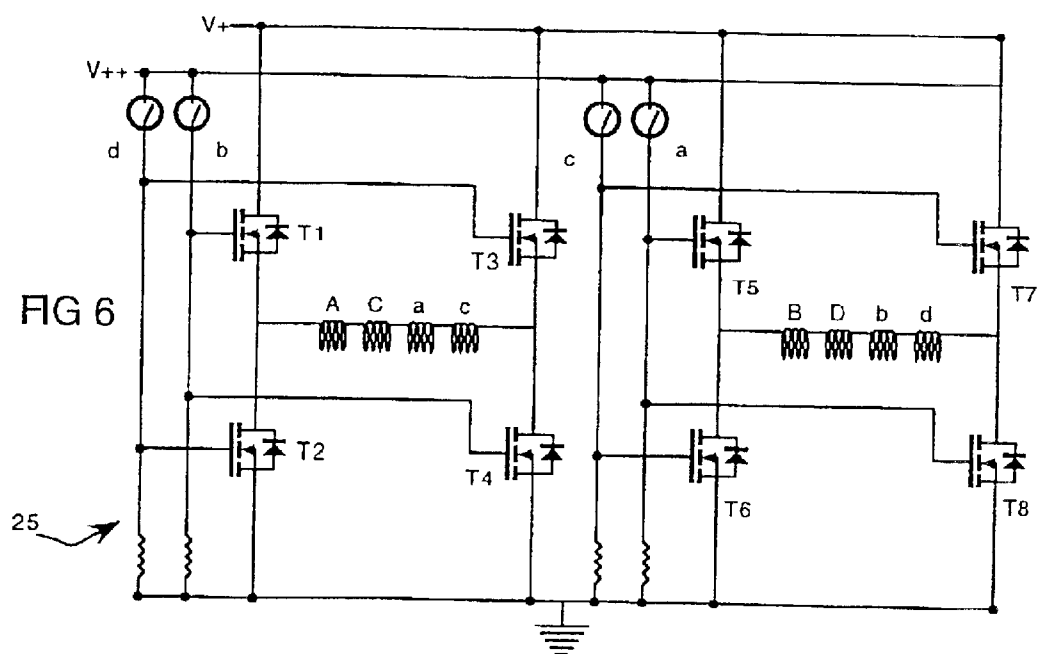 V+
V++
d b c a
T1 T3 T5 T7
FIG 6
A C a c B D b d
T2 T4 T6 T8
25